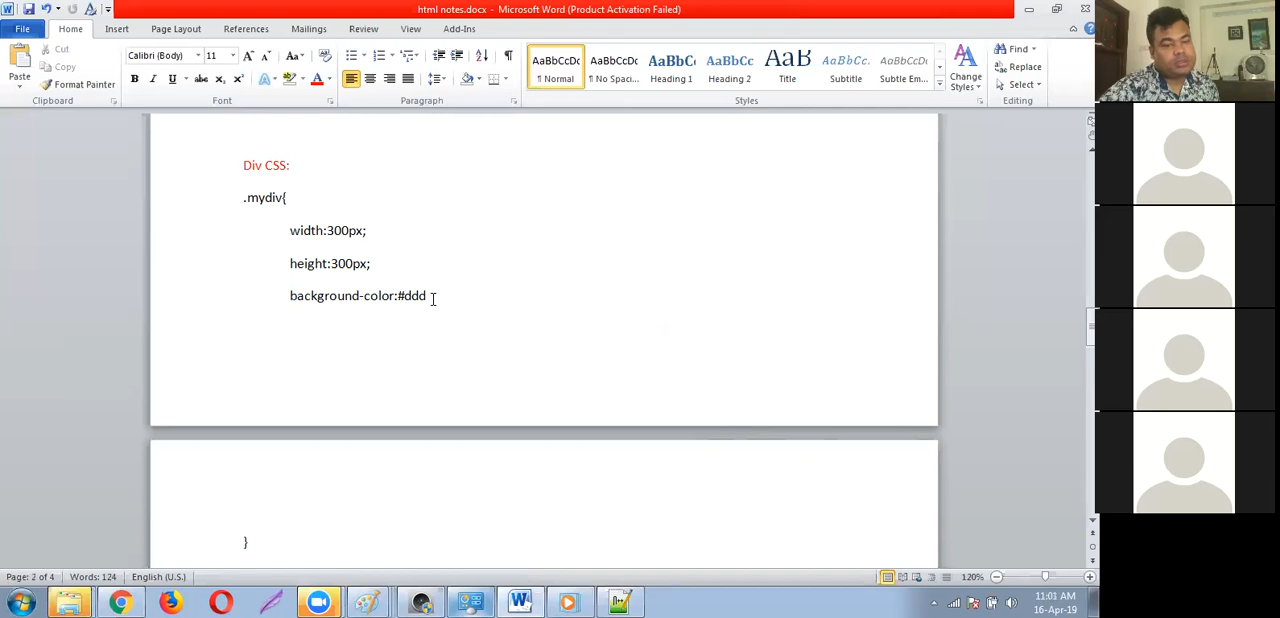 html notes.docx - Microsoft Word (Product Activation Failed)
File Home Insert Page Layout References Mailings Review View Add-Ins
Paste
Cut
Copy
Format Painter
Clipboard
Calibri (Body) 11
B I U abc x₂ x²
Font
Paragraph
AaBbCcDc AaBbCcDc AaBbC AaBbCc AaB AaBbCc. AaBbCcDc
¶ Normal ¶ No Spaci... Heading 1 Heading 2 Title Subtitle Subtle Em...
Change Styles
Styles
Find
Replace
Select
Editing
Div CSS:
.mydiv{
width:300px;
height:300px;
background-color:#ddd
}
Page: 2 of 4 Words: 124 English (U.S.) 120%
11:01 AM
16-Apr-19